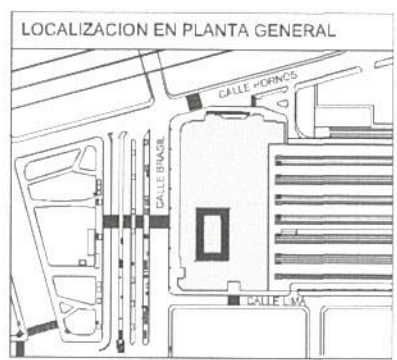 LOCALIZACION EN PLANTA GENERAL
CALLE HORNOS
CALLE BRASIL
CALLE LIMA